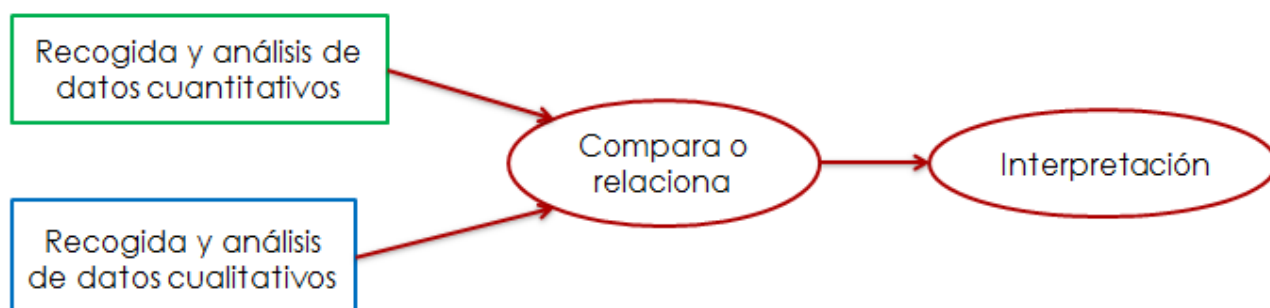 Recogida y análisis de
datos cuantitativos
Compara o
relaciona
Interpretación
Recogida y análisis
de datos cualitativos